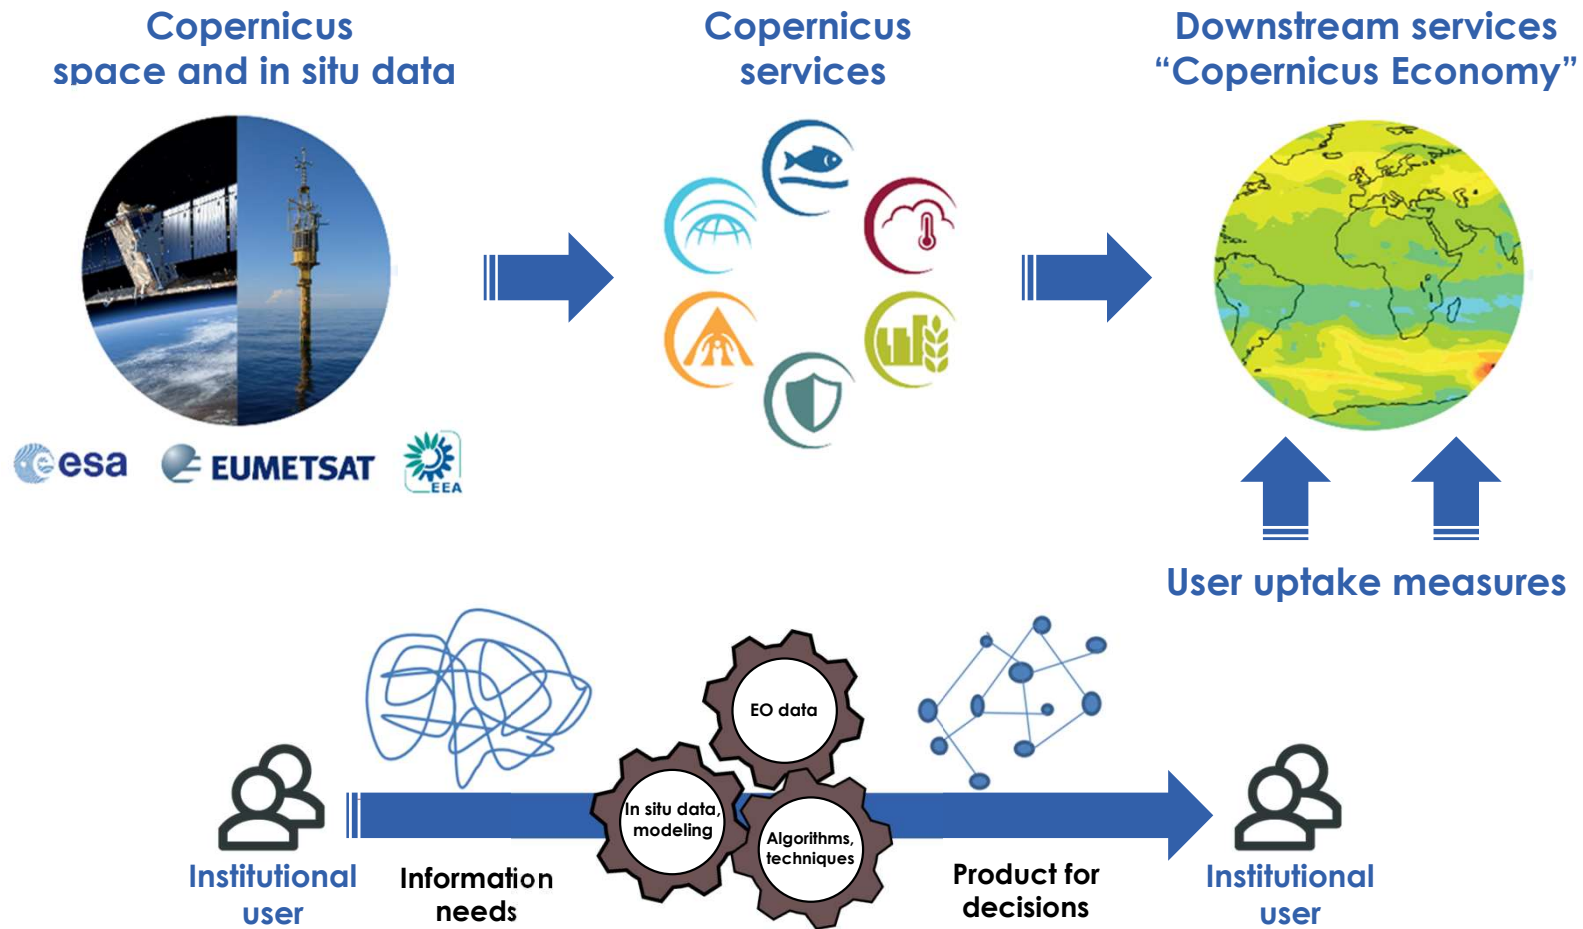 Copernicus
space and in situ data
Copernicus
services
Downstream services
“Copernicus Economy”
esa
EUMETSAT
EEA
User uptake measures
EO data
In situ data,
modeling
Algorithms,
techniques
Institutional
user
Information
needs
Product for
decisions
Institutional
user